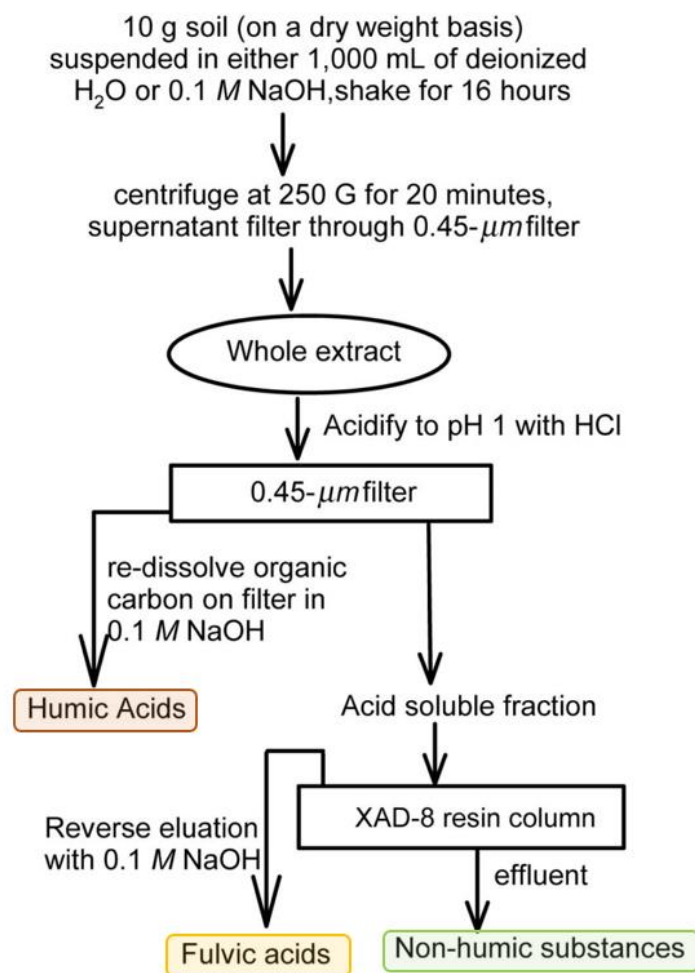 10 g soil (on a dry weight basis)
suspended in either 1,000 mL of deionized
H₂O or 0.1 M NaOH,shake for 16 hours
centrifuge at 250 G for 20 minutes,
supernatant filter through 0.45-μm filter
Whole extract
Acidify to pH 1 with HCl
0.45-μm filter
re-dissolve organic
carbon on filter in
0.1 M NaOH
Humic Acids
Acid soluble fraction
XAD-8 resin column
Reverse eluation
with 0.1 M NaOH
effluent
Fulvic acids
Non-humic substances